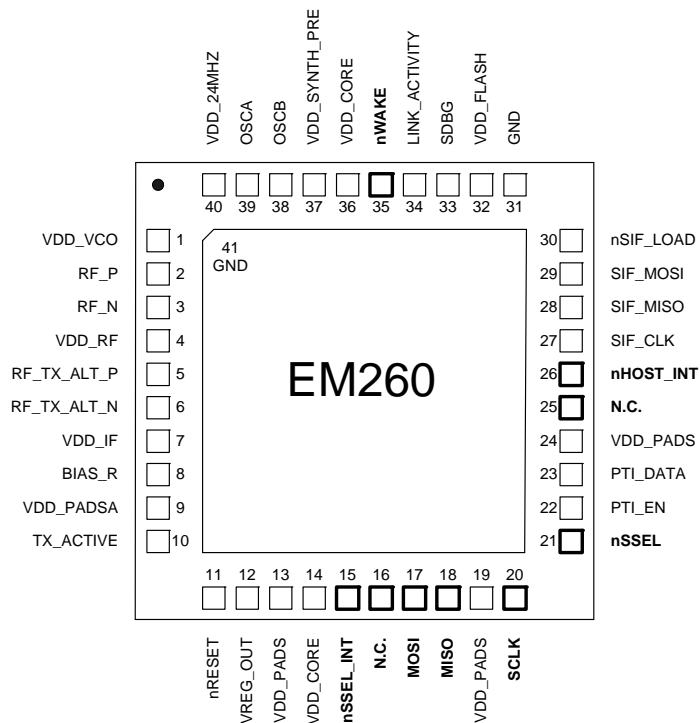 VDD_24MHZ
OSCA
OSCB
VDD_SYNTH_PRE
VDD_CORE
nWAKE
LINK_ACTIVITY
SDBG
VDD_FLASH
GND
40 39 38 37 36 35 34 33 32 31
VDD_VCO 1
RF_P 2
RF_N 3
VDD_RF 4
RF_TX_ALT_P 5
RF_TX_ALT_N 6
VDD_IF 7
BIAS_R 8
VDD_PADSA 9
TX_ACTIVE 10
41
GND
EM260
30 nSIF_LOAD
29 SIF_MOSI
28 SIF_MISO
27 SIF_CLK
26 nHOST_INT
25 N.C.
24 VDD_PADS
23 PTI_DATA
22 PTI_EN
21 nSSEL
11 12 13 14 15 16 17 18 19 20
nRESET
VREG_OUT
VDD_PADS
VDD_CORE
nSSEL_INT
N.C.
MOSI
MISO
VDD_PADS
SCLK